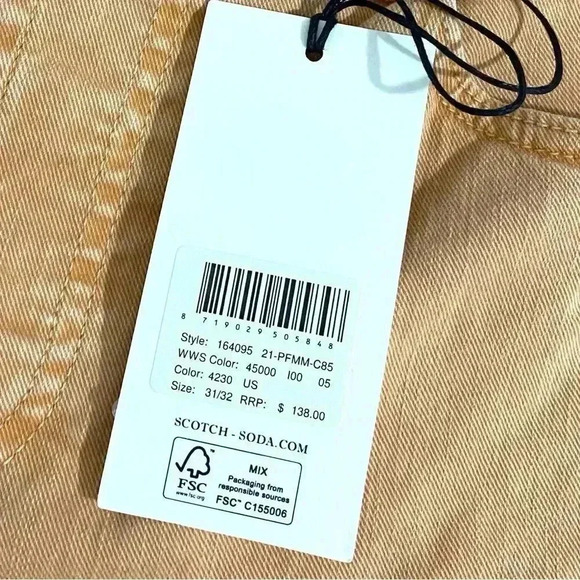 8 719029 505848
Style: 164095 21-PFMM-C85
WWS Color: 45000 I00 05
Color: 4230 US
Size: 31/32 RRP: $ 138.00
SCOTCH - SODA.COM
MIX
Packaging from
responsible sources
FSC™ C155006
FSC
www.fsc.org